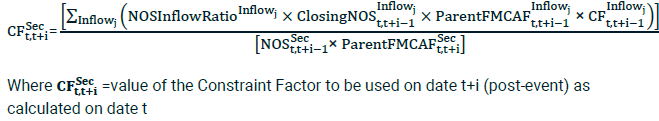 CF^{Sec}_{t,t+i} = [∑_{Inflow_j} (NOSInflowRatio^{Inflow_j} × ClosingNOS^{Inflow_j}_{t,t+i−1} × ParentFMCAF^{Inflow_j}_{t,t+i−1} × CF^{Inflow_j}_{t,t+i−1})] / [NOS^{Sec}_{t,t+i−1} × ParentFMCAF^{Sec}_{t,t+i}]
Where CF^{Sec}_{t,t+i} =value of the Constraint Factor to be used on date t+i (post-event) as
calculated on date t